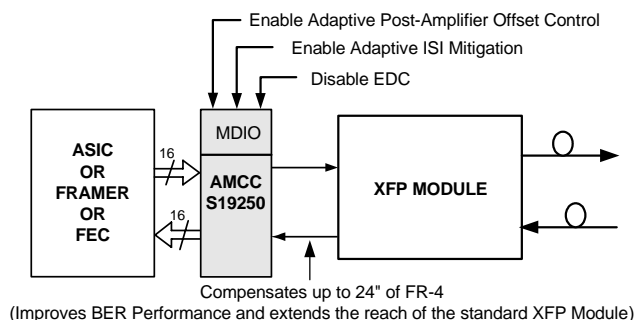 Enable Adaptive Post-Amplifier Offset Control
Enable Adaptive ISI Mitigation
Disable EDC
MDIO
ASIC
OR
FRAMER
OR
FEC
16
16
AMCC
S19250
XFP MODULE
Compensates up to 24" of FR-4
(Improves BER Performance and extends the reach of the standard XFP Module)